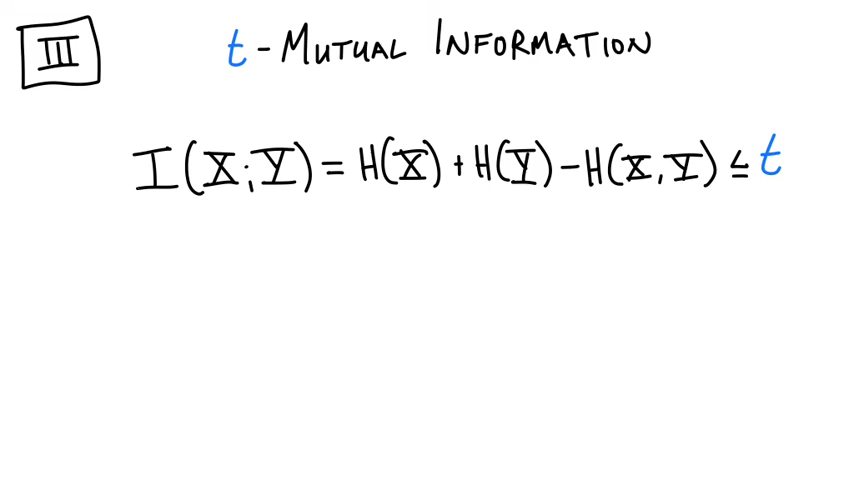 III
t - MUTUAL INFORMATION
I(X;Y) = H(X) + H(Y) - H(X,Y) ≤ t